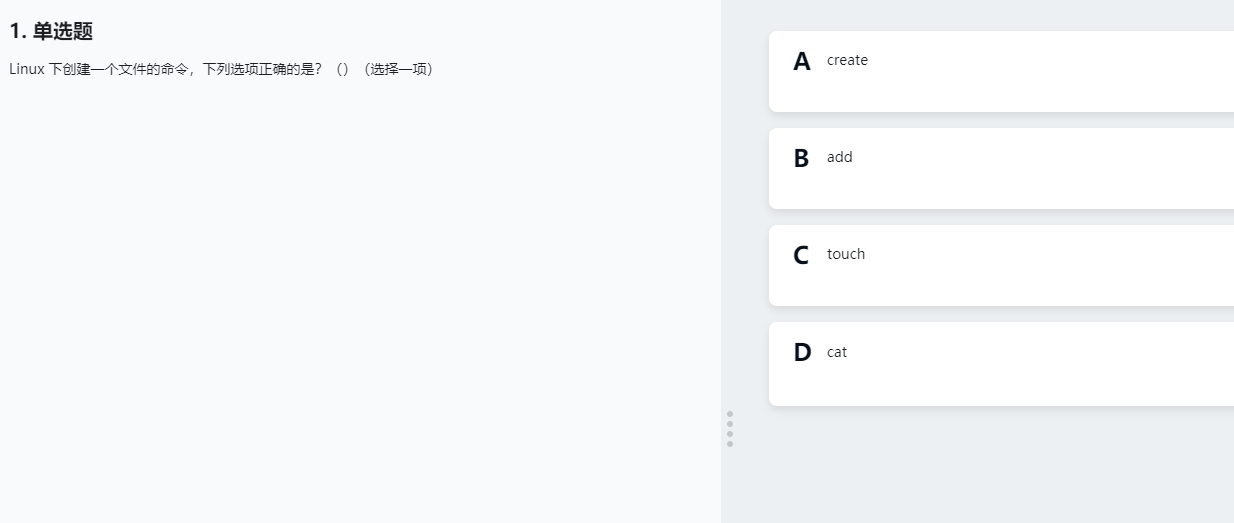 1. 单选题
Linux 下创建一个文件的命令，下列选项正确的是？（）（选择一项）
A create
B add
C touch
D cat